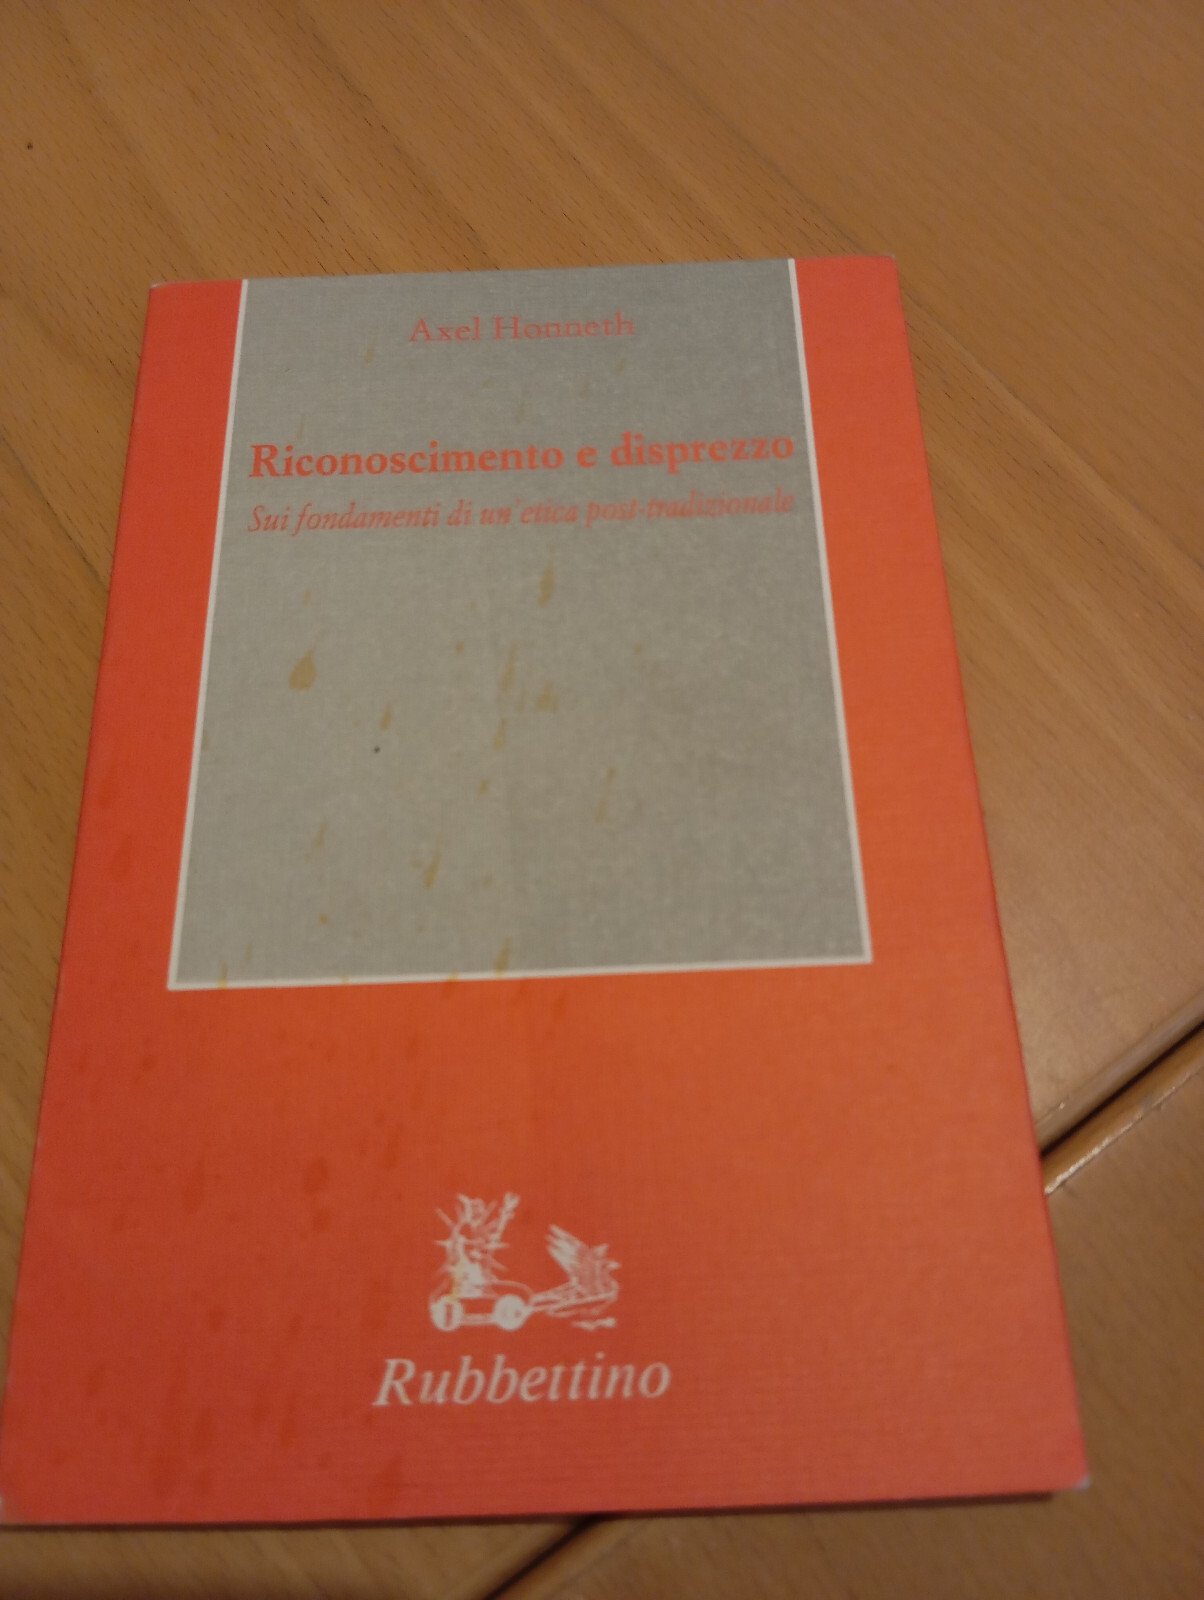 Axel Honneth
Riconoscimento e disprezzo
Sui fondamenti di un'etica post-tradizionale
Rubbettino